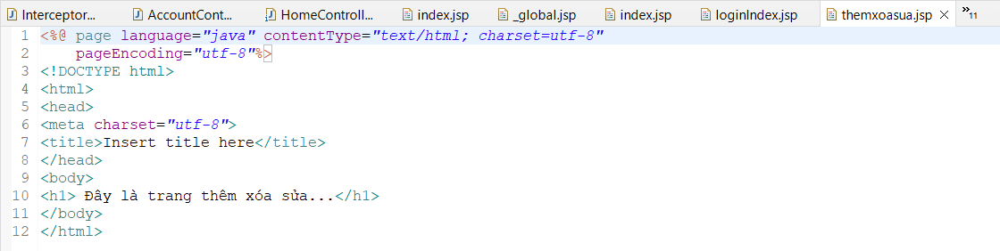 Interceptor... AccountCont... HomeControll... index.jsp _global.jsp index.jsp loginIndex.jsp themxoasua.jsp »11
1 <%@ page language="java" contentType="text/html; charset=utf-8"
2     pageEncoding="utf-8"%>
3 <!DOCTYPE html>
4 <html>
5 <head>
6 <meta charset="utf-8">
7 <title>Insert title here</title>
8 </head>
9 <body>
10 <h1> Đây là trang thêm xóa sửa...</h1>
11 </body>
12 </html>